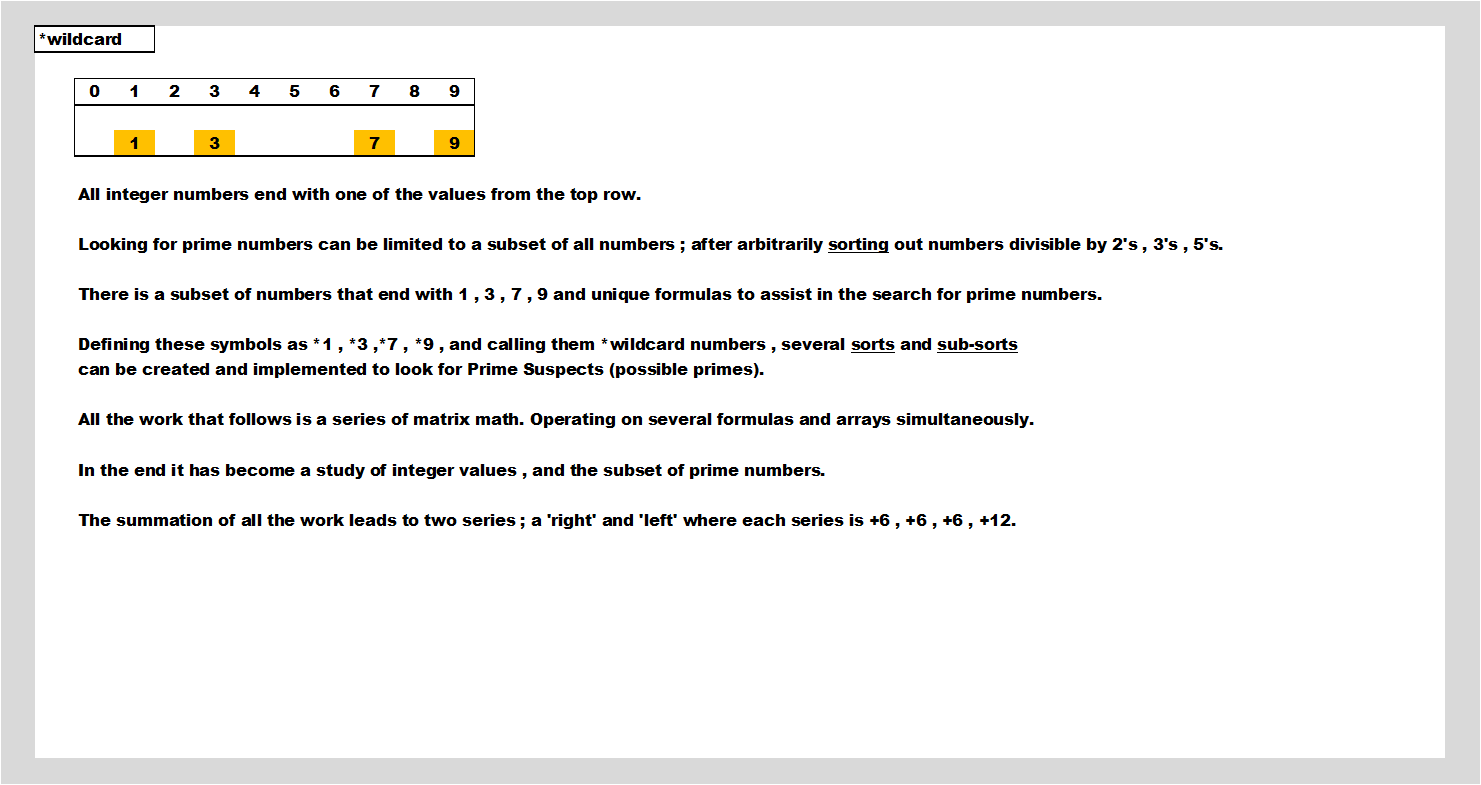 *wildcard
0 1 2 3 4 5 6 7 8 9
1 3 7 9
All integer numbers end with one of the values from the top row.
Looking for prime numbers can be limited to a subset of all numbers ; after arbitrarily sorting out numbers divisible by 2's , 3's , 5's.
There is a subset of numbers that end with 1 , 3 , 7 , 9 and unique formulas to assist in the search for prime numbers.
Defining these symbols as *1 , *3 ,*7 , *9 , and calling them *wildcard numbers , several sorts and sub-sorts
can be created and implemented to look for Prime Suspects (possible primes).
All the work that follows is a series of matrix math. Operating on several formulas and arrays simultaneously.
In the end it has become a study of integer values , and the subset of prime numbers.
The summation of all the work leads to two series ; a 'right' and 'left' where each series is +6 , +6 , +6 , +12.